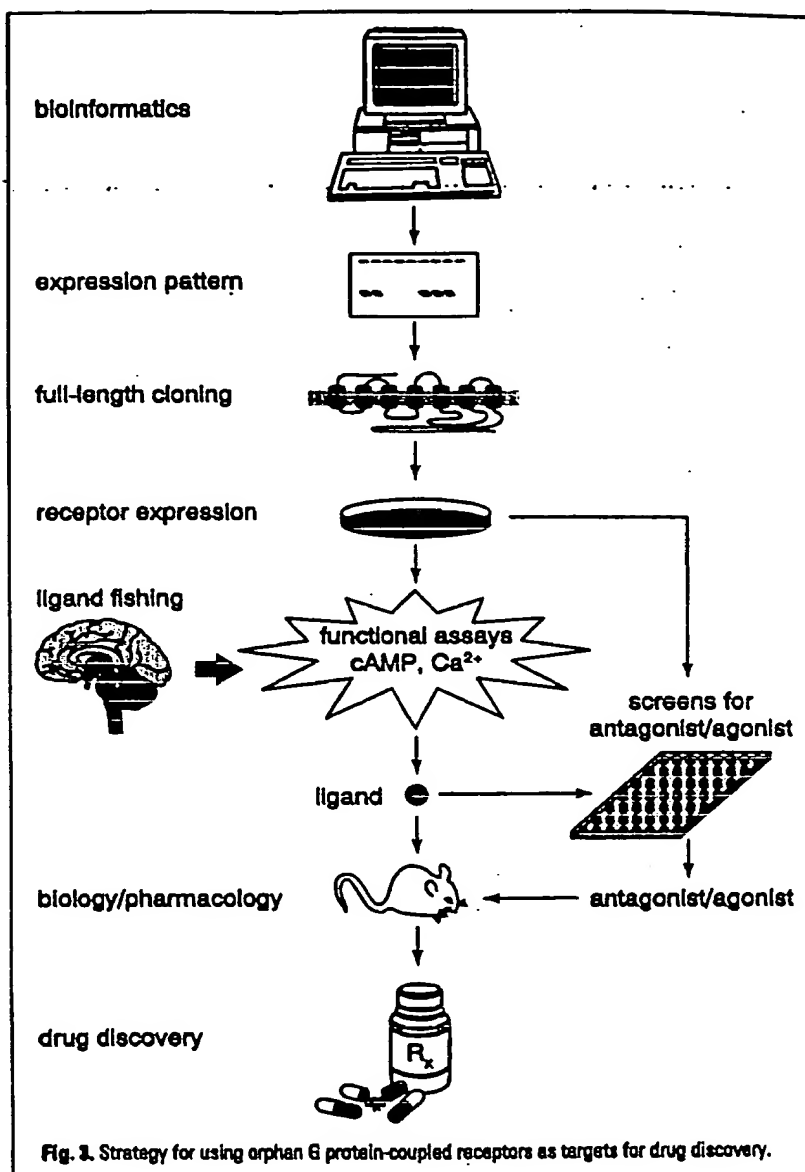 bioinformatics
expression pattern
full-length cloning
receptor expression
ligand fishing
functional assays
cAMP, Ca²⁺
screens for
antagonist/agonist
ligand
biology/pharmacology
antagonist/agonist
drug discovery
Rx
Fig. 3. Strategy for using orphan G protein-coupled receptors as targets for drug discovery.